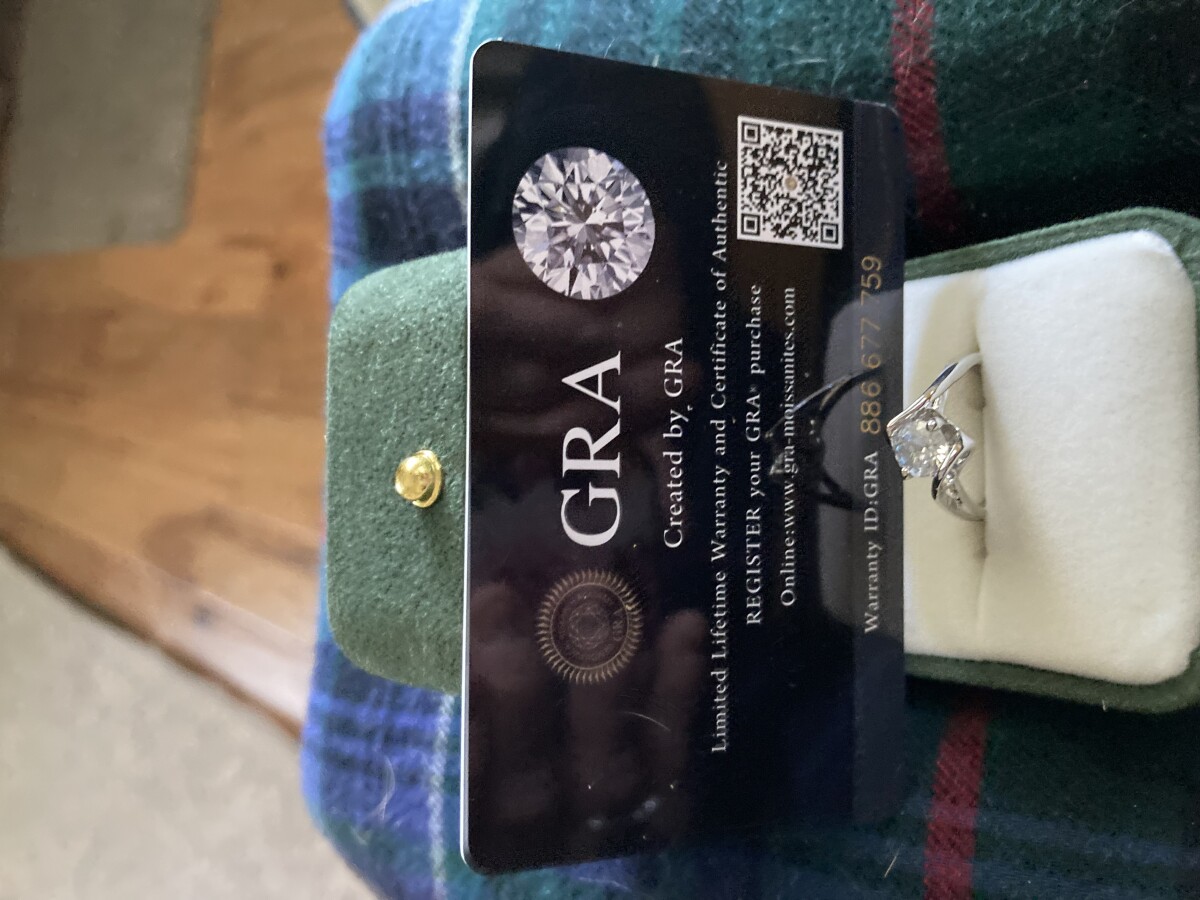 GRA
Created by GRA
Limited Lifetime Warranty and Certificate of Authentic
REGISTER your GRA® purchase
Online:www.gra-moissanites.com
Warranty ID:GRA 886 677 759